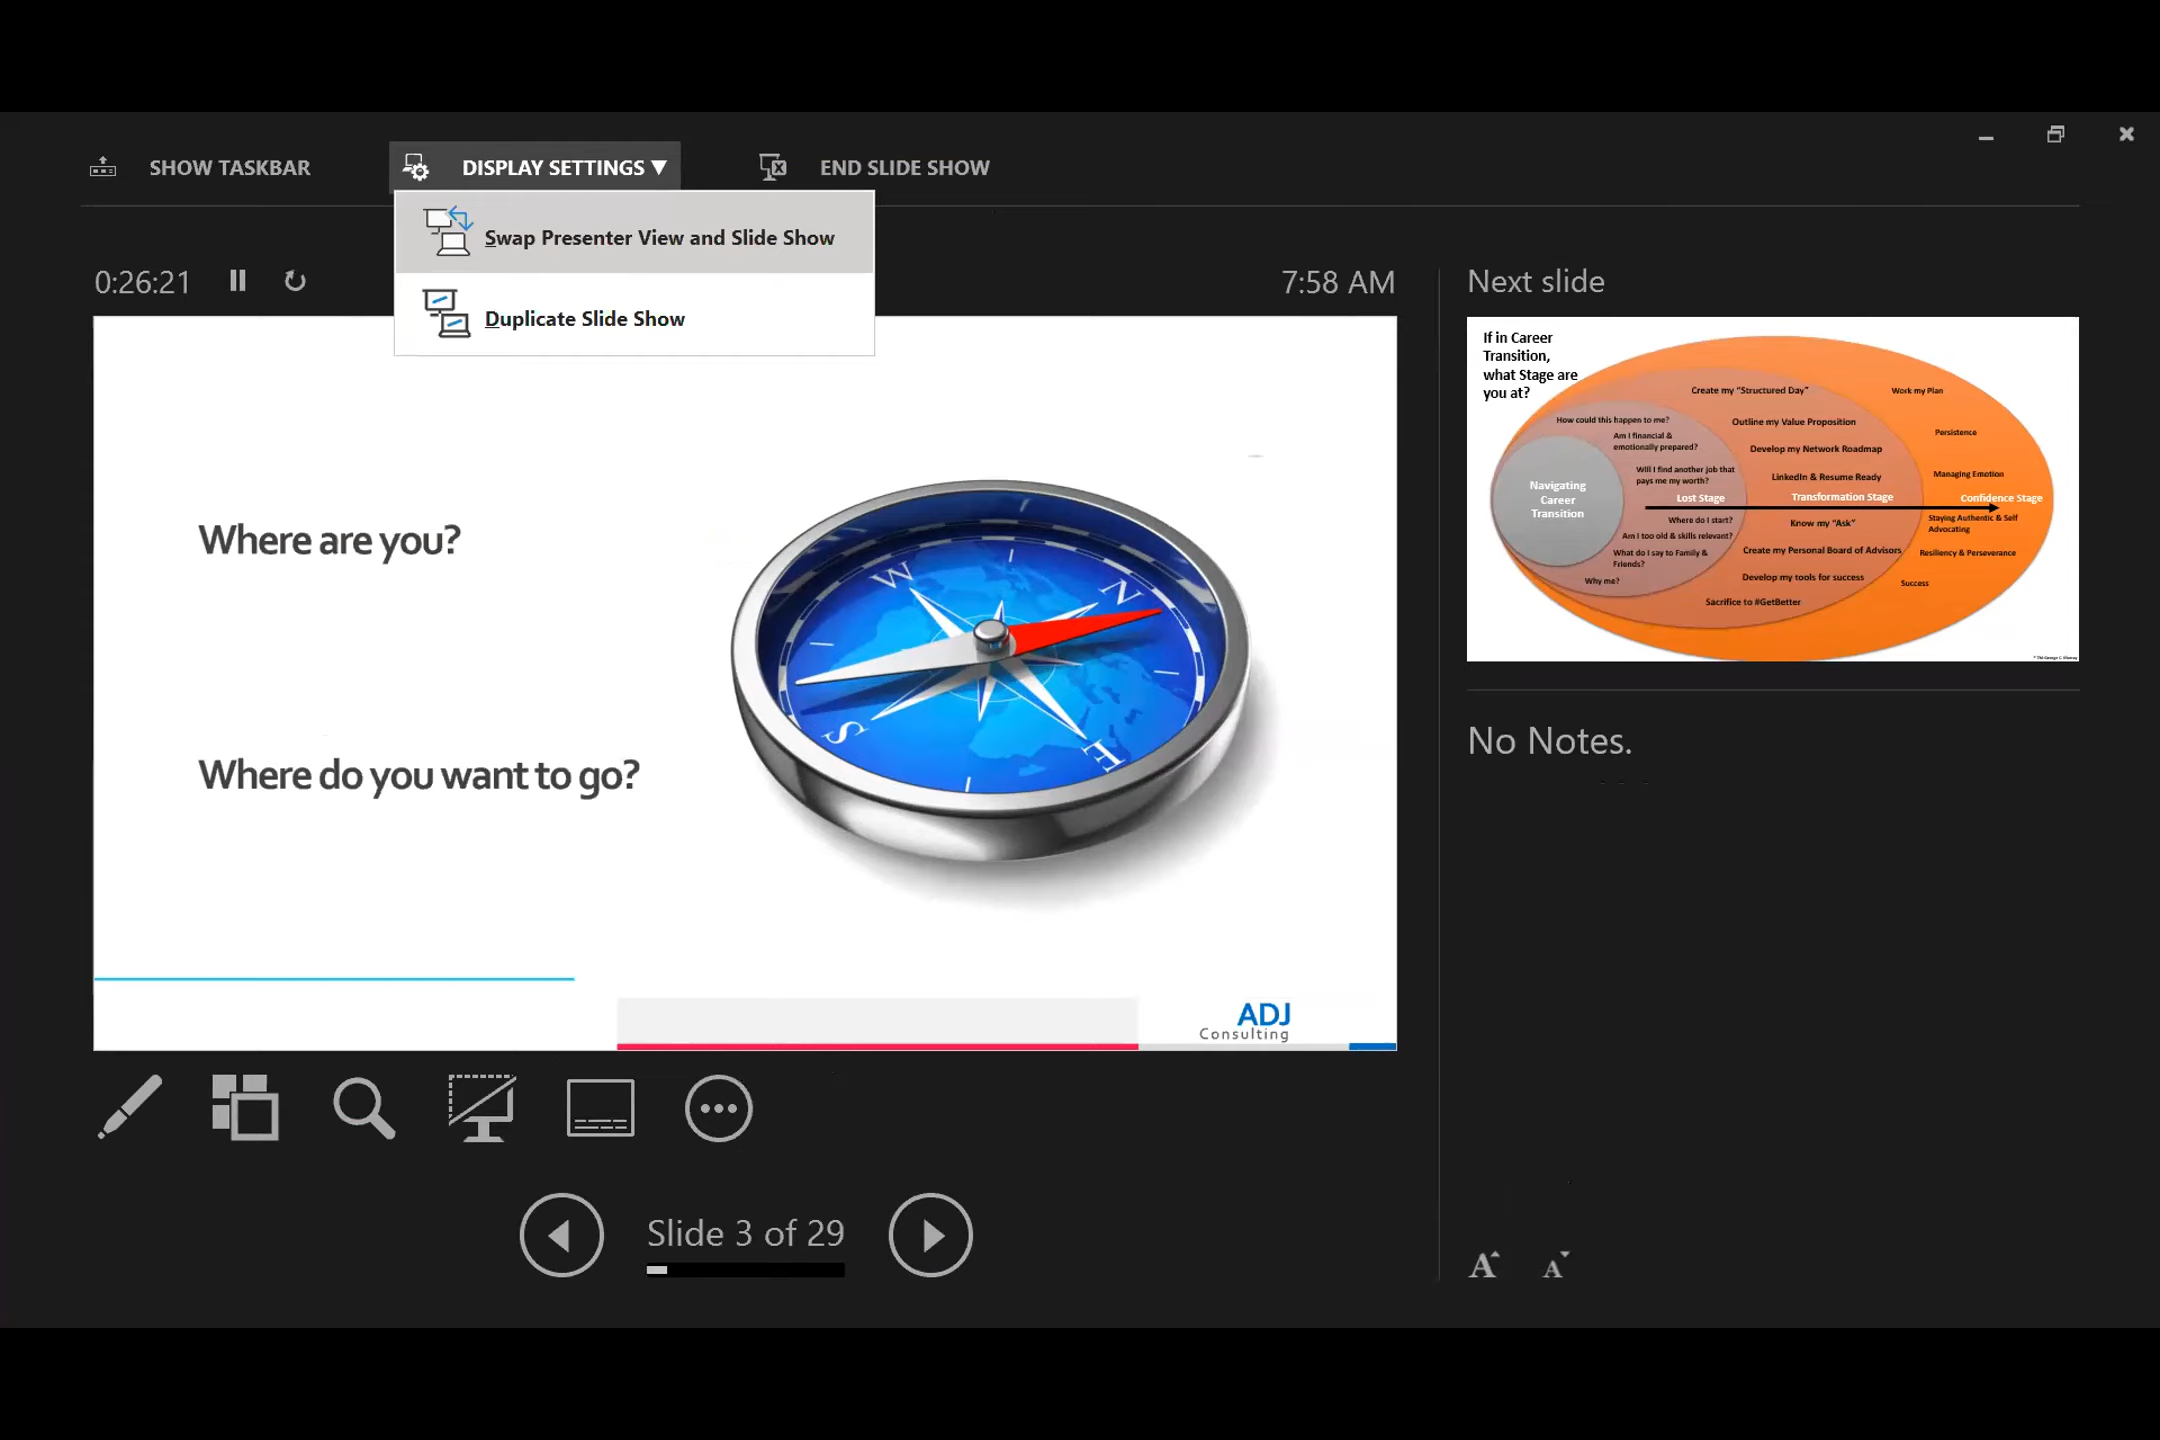 SHOW TASKBAR
DISPLAY SETTINGS ▼
END SLIDE SHOW
Swap Presenter View and Slide Show
Duplicate Slide Show
0:26:21
7:58 AM
Where are you?
Where do you want to go?
W
N
S
E
ADJ
Consulting
Slide 3 of 29
Next slide
If in Career
Transition,
what Stage are
you at?
Navigating
Career
Transition
How could this happen to me?
Am I financial &
emotionally prepared?
Will I find another job that
pays me my worth?
Lost Stage
Where do I start?
Am I too old & skills relevant?
What do I say to Family &
Friends?
Why me?
Create my "Structured Day"
Outline my Value Proposition
Develop my Network Roadmap
LinkedIn & Resume Ready
Transformation Stage
Know my "Ask"
Create my Personal Board of Advisors
Develop my tools for success
Sacrifice to #GetBetter
Work my Plan
Persistence
Managing Emotion
Confidence Stage
Staying Authentic & Self
Advocating
Resiliency & Perseverance
Success
No Notes.
A
A